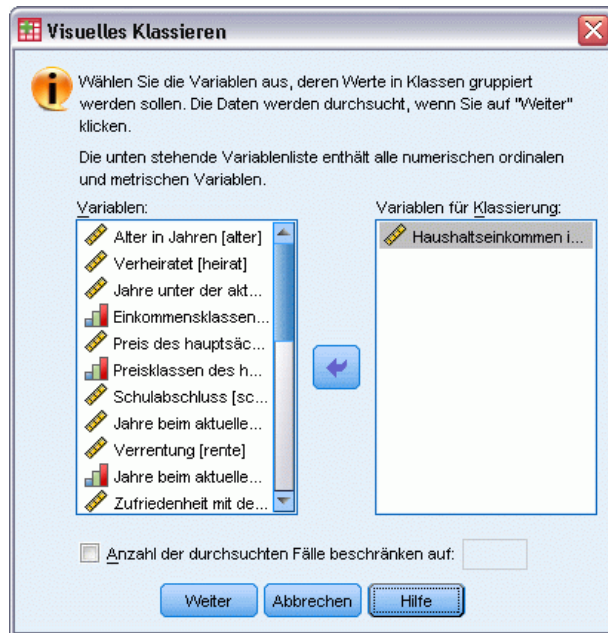 Visuelles Klassieren
Wählen Sie die Variablen aus, deren Werte in Klassen gruppiert
werden sollen. Die Daten werden durchsucht, wenn Sie auf "Weiter"
klicken.
Die unten stehende Variablenliste enthält alle numerischen ordinalen
und metrischen Variablen.
Variablen:
Alter in Jahren [alter]
Verheiratet [heirat]
Jahre unter der akt...
Einkommensklassen...
Preis des hauptsäc...
Preisklassen des h...
Schulabschluss [sc...
Jahre beim aktuelle...
Verrentung [rente]
Jahre beim aktuelle...
Zufriedenheit mit de...
Variablen für Klassierung:
Haushaltseinkommen i...
Anzahl der durchsuchten Fälle beschränken auf:
Weiter Abbrechen Hilfe